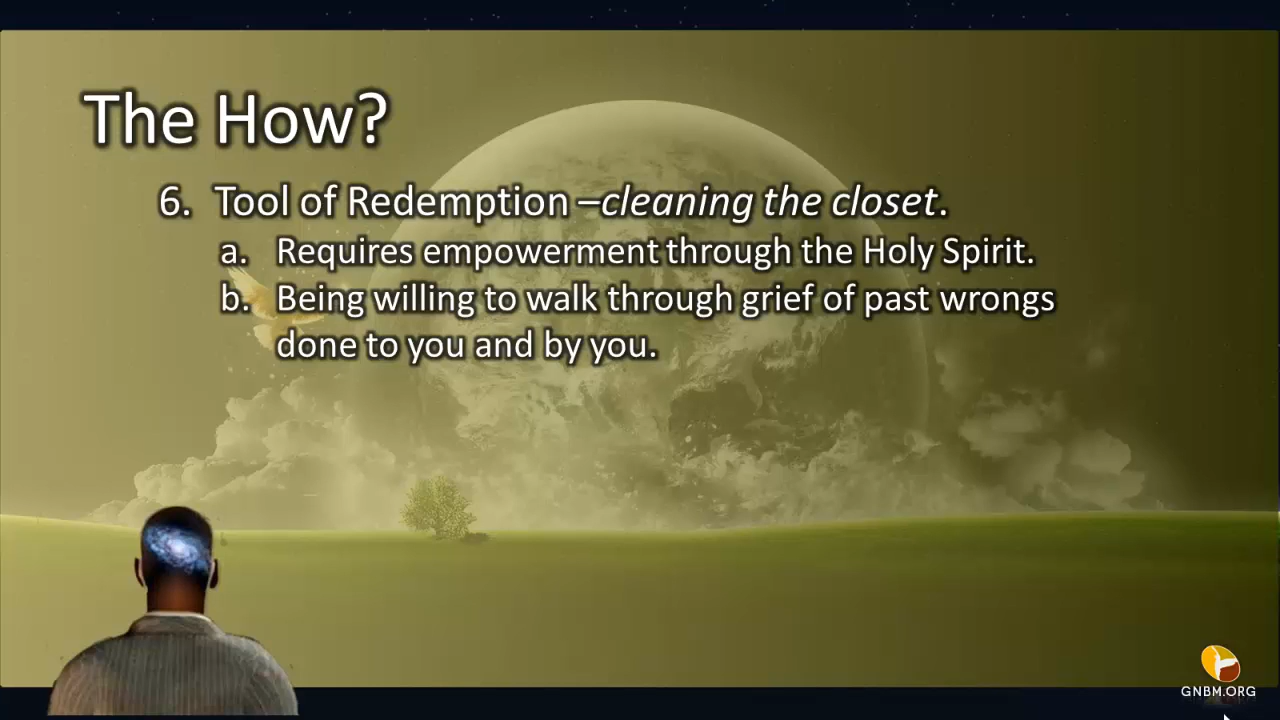 The How?
6. Tool of Redemption –cleaning the closet.
a. Requires empowerment through the Holy Spirit.
b. Being willing to walk through grief of past wrongs
done to you and by you.
GNBM.ORG